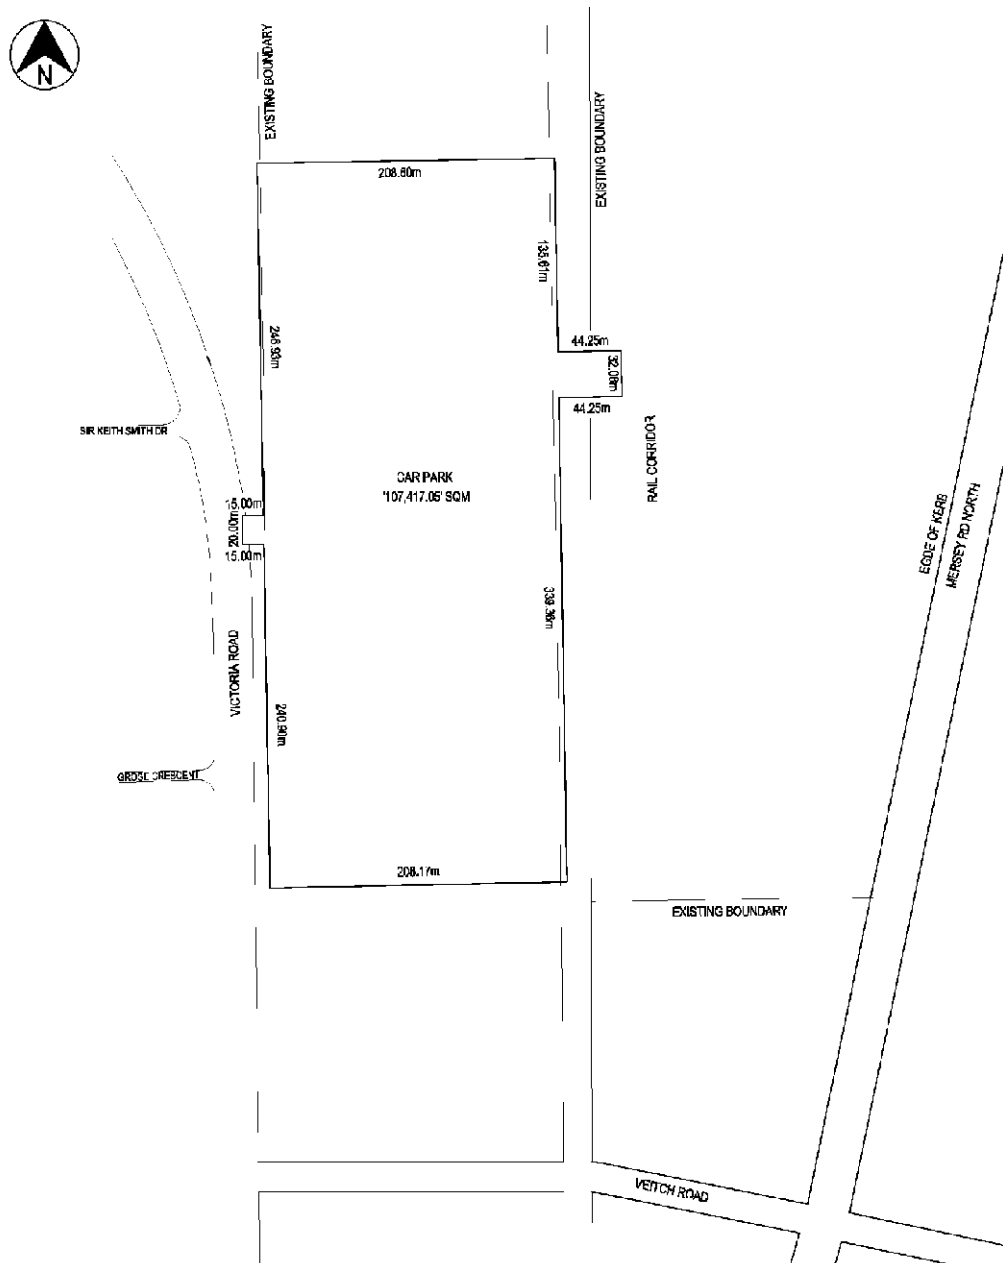 N
EXISTING BOUNDARY
EXISTING BOUNDARY
208.60m
135.61m
246.93m
44.25m
32.08m
44.25m
SIR KEITH SMITH DR
RAIL CORRIDOR
CAR PARK
'107,417.05' SQM
15.00m
20.00m
15.00m
EGDE OF KERB
MERSEY RD NORTH
339.36m
VICTORIA ROAD
240.90m
GROSE CRESCENT
208.17m
EXISTING BOUNDARY
VEITCH ROAD